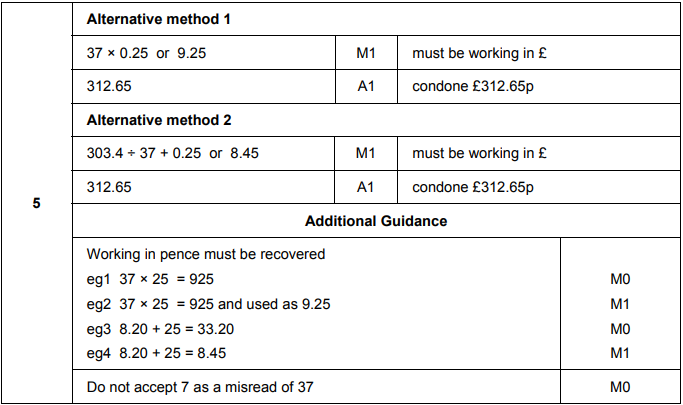 5
Alternative method 1
37 × 0.25 or 9.25 M1 must be working in £
312.65 A1 condone £312.65p
Alternative method 2
303.4 ÷ 37 + 0.25 or 8.45 M1 must be working in £
312.65 A1 condone £312.65p
Additional Guidance
Working in pence must be recovered
eg1 37 × 25 = 925 M0
eg2 37 × 25 = 925 and used as 9.25 M1
eg3 8.20 + 25 = 33.20 M0
eg4 8.20 + 25 = 8.45 M1
Do not accept 7 as a misread of 37 M0